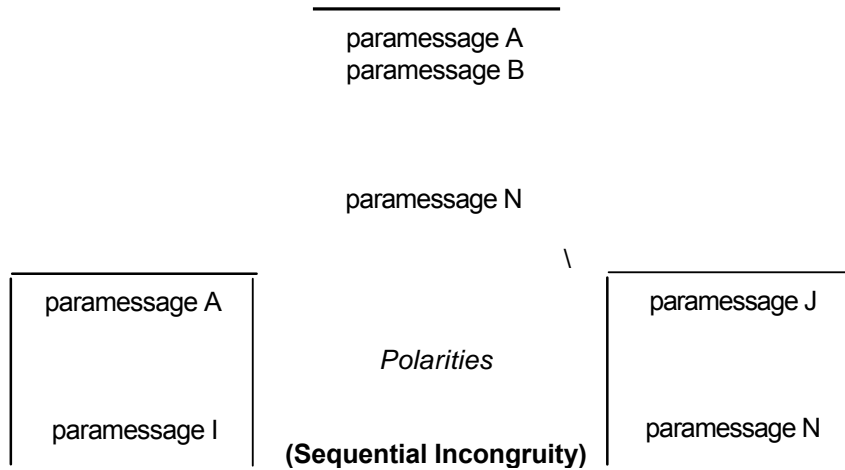 paramessage A
paramessage B
paramessage N
\
paramessage A
paramessage J
Polarities
paramessage I
paramessage N
(Sequential Incongruity)